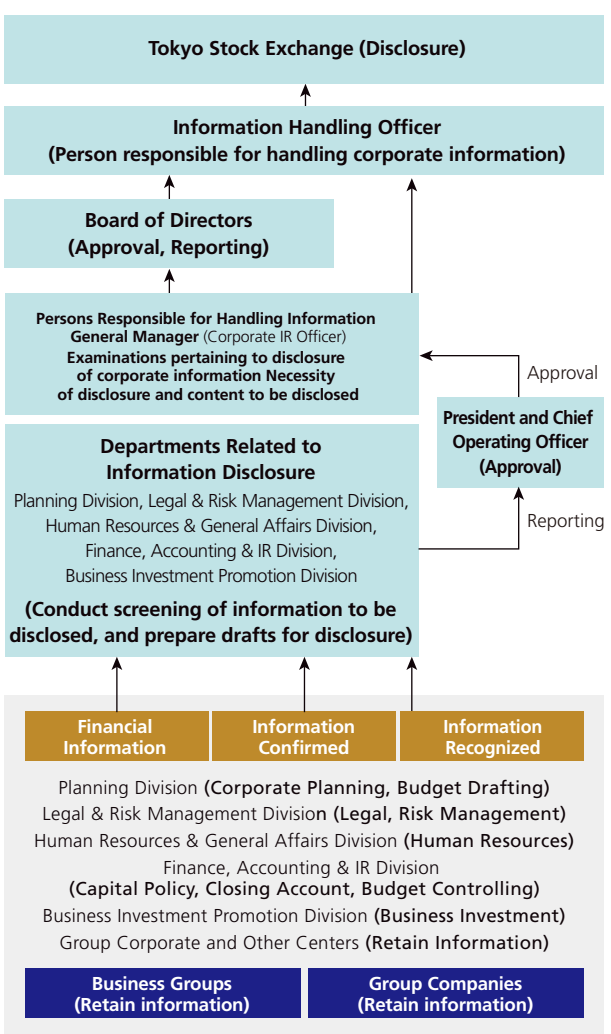 Tokyo Stock Exchange (Disclosure)
Information Handling Officer
(Person responsible for handling corporate information)
Board of Directors
(Approval, Reporting)
Persons Responsible for Handling Information
General Manager (Corporate IR Officer)
Examinations pertaining to disclosure
of corporate information Necessity
of disclosure and content to be disclosed
Approval
President and Chief
Operating Officer
(Approval)
Reporting
Departments Related to
Information Disclosure
Planning Division, Legal & Risk Management Division,
Human Resources & General Affairs Division,
Finance, Accounting & IR Division,
Business Investment Promotion Division
(Conduct screening of information to be
disclosed, and prepare drafts for disclosure)
Financial
Information
Information
Confirmed
Information
Recognized
Planning Division (Corporate Planning, Budget Drafting)
Legal & Risk Management Division (Legal, Risk Management)
Human Resources & General Affairs Division (Human Resources)
Finance, Accounting & IR Division
(Capital Policy, Closing Account, Budget Controlling)
Business Investment Promotion Division (Business Investment)
Group Corporate and Other Centers (Retain Information)
Business Groups
(Retain information)
Group Companies
(Retain information)